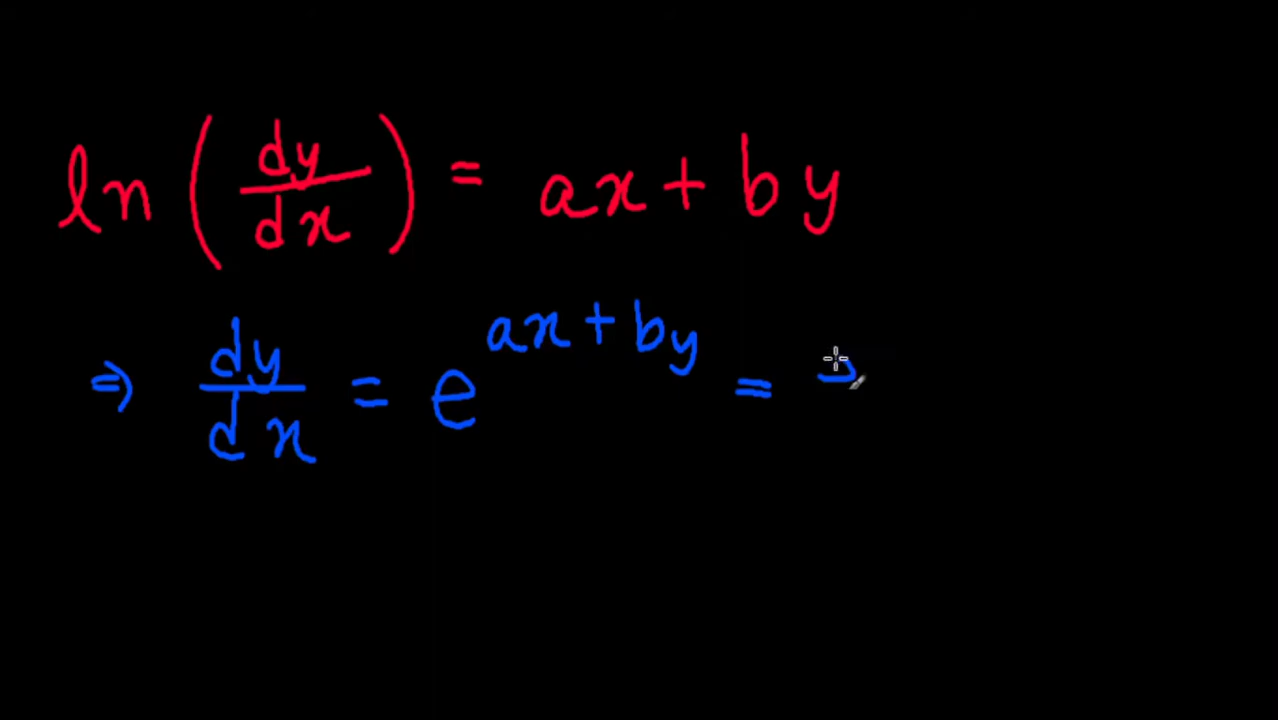 ln (dy/dx) = ax + by
⇒ dy/dx = e^(ax + by) =